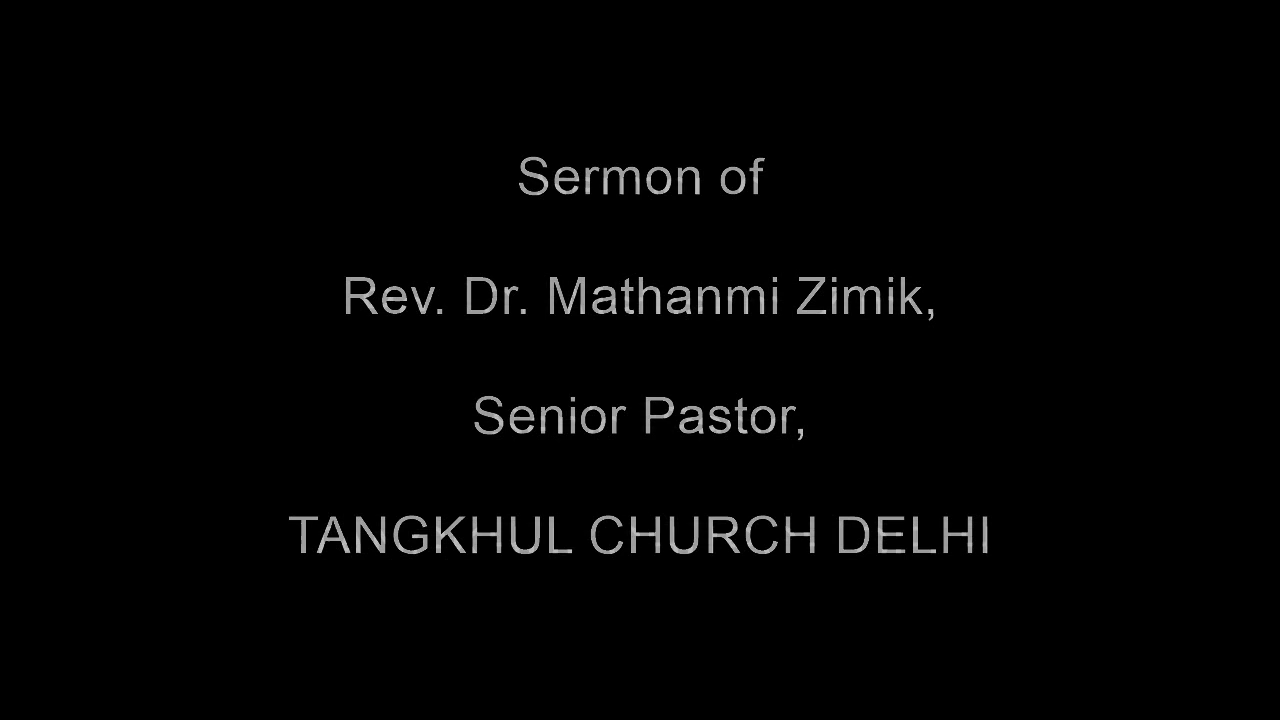 Sermon of
Rev. Dr. Mathanmi Zimik,
Senior Pastor,
TANGKHUL CHURCH DELHI